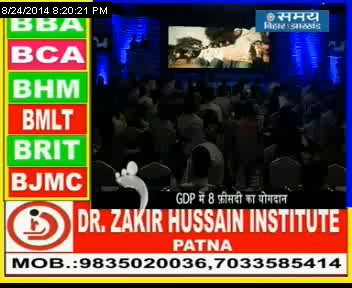 8/24/2014 8:20:21 PM
समय
बिहार झारखंड
BBA
BCA
BHM
BMLT
BRIT
BJMC
GDP में 8 फ़ीसदी का योगदान
DR. ZAKIR HUSSAIN INSTITUTE
PATNA
MOB.:9835020036,7033585414